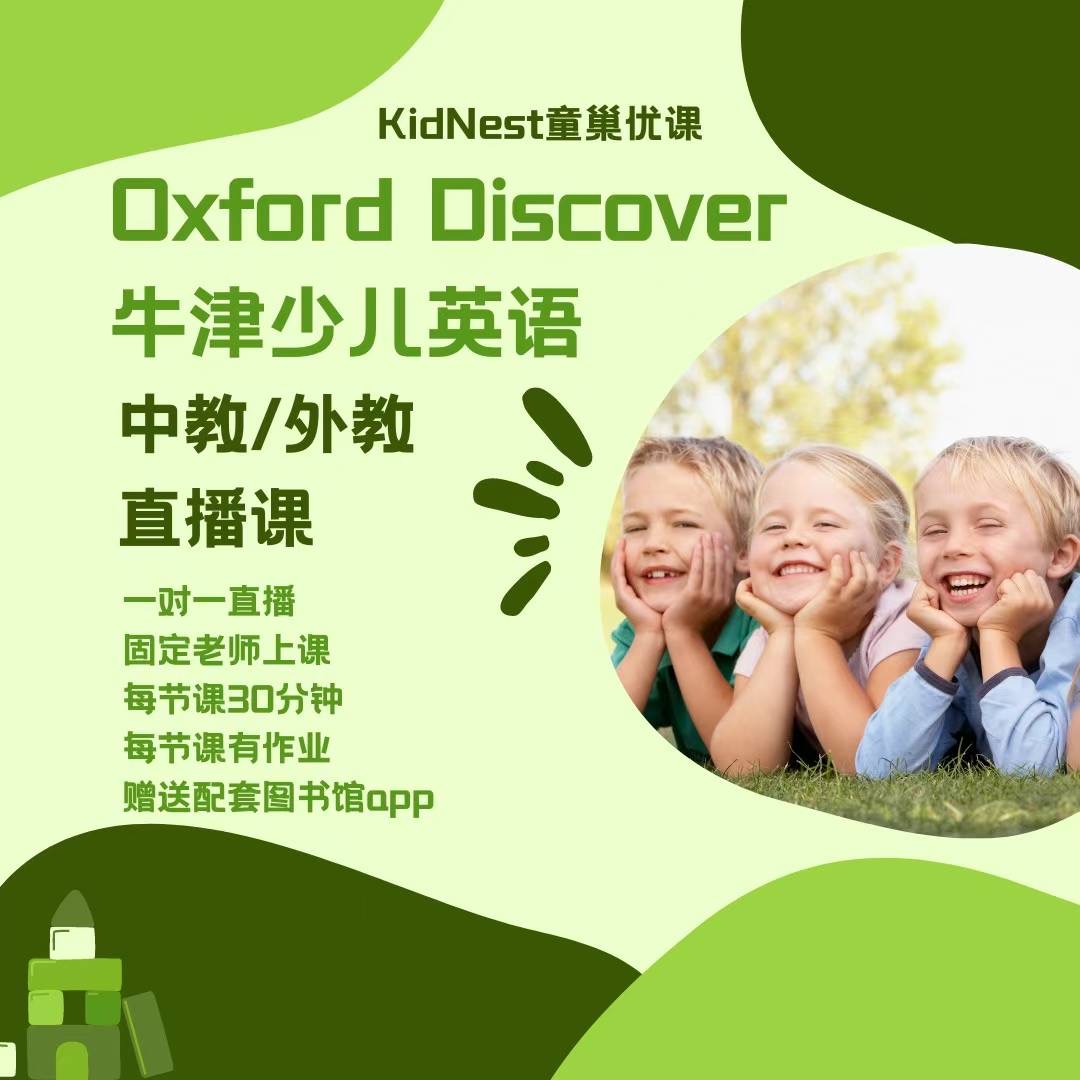 KidNest童巢优课
Oxford Discover
牛津少儿英语
中教/外教
直播课
一对一直播
固定老师上课
每节课30分钟
每节课有作业
赠送配套图书馆app